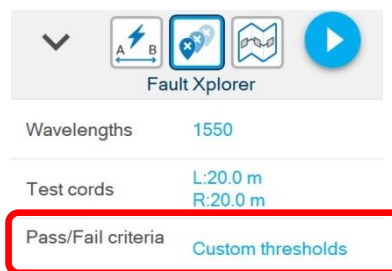 A B
Fault Xplorer
Wavelengths 1550
Test cords L:20.0 m
R:20.0 m
Pass/Fail criteria Custom thresholds